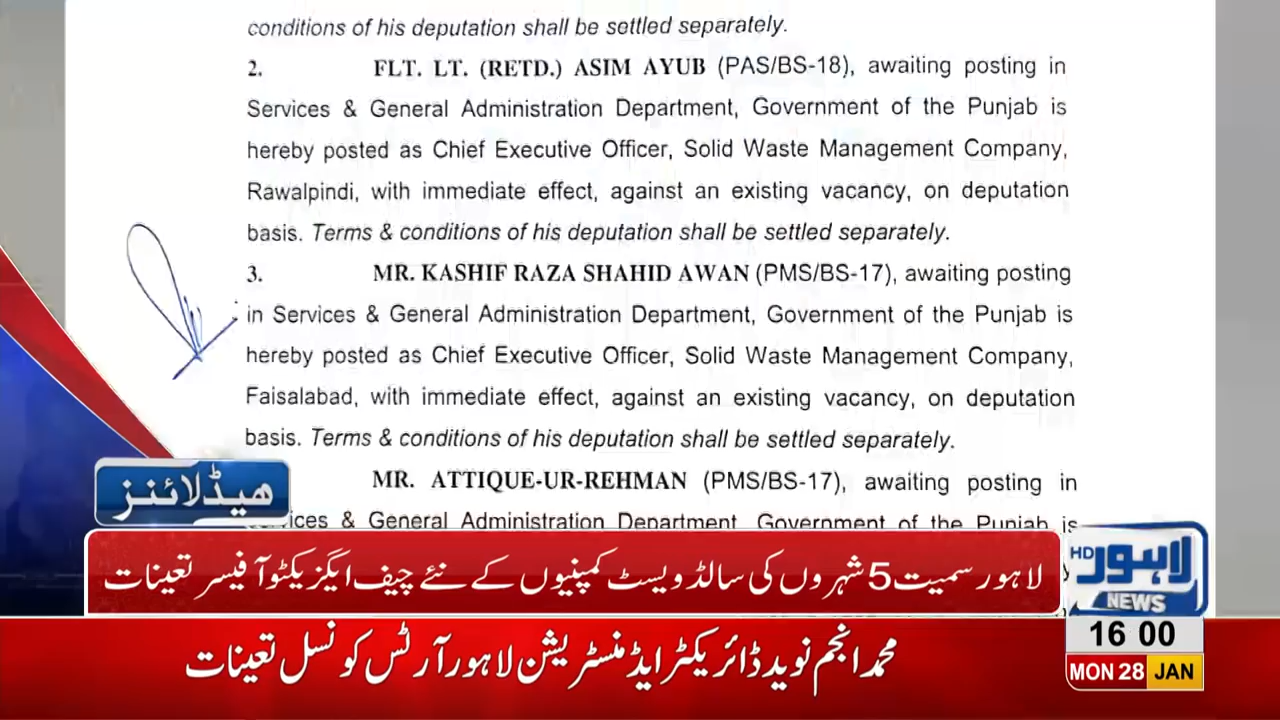 conditions of his deputation shall be settled separately.
2. FLT. LT. (RETD.) ASIM AYUB (PAS/BS-18), awaiting posting in
Services & General Administration Department, Government of the Punjab is
hereby posted as Chief Executive Officer, Solid Waste Management Company,
Rawalpindi, with immediate effect, against an existing vacancy, on deputation
basis. Terms & conditions of his deputation shall be settled separately.
3. MR. KASHIF RAZA SHAHID AWAN (PMS/BS-17), awaiting posting
in Services & General Administration Department, Government of the Punjab is
hereby posted as Chief Executive Officer, Solid Waste Management Company,
Faisalabad, with immediate effect, against an existing vacancy, on deputation
basis. Terms & conditions of his deputation shall be settled separately.
MR. ATTIQUE-UR-REHMAN (PMS/BS-17), awaiting posting in
& General Administration Department, Government of the Punjab is
ہیڈلائنز
لاہور سمیت 5 شہروں کی سالڈ ویسٹ کمپنیوں کے نئے چیف ایگزیکٹو آفیسر تعینات
محمد انجم نوید ڈائریکٹر ایڈمنسٹریشن لاہور آرٹس کونسل تعینات
HD لاہور
NEWS
16 00
MON 28 JAN